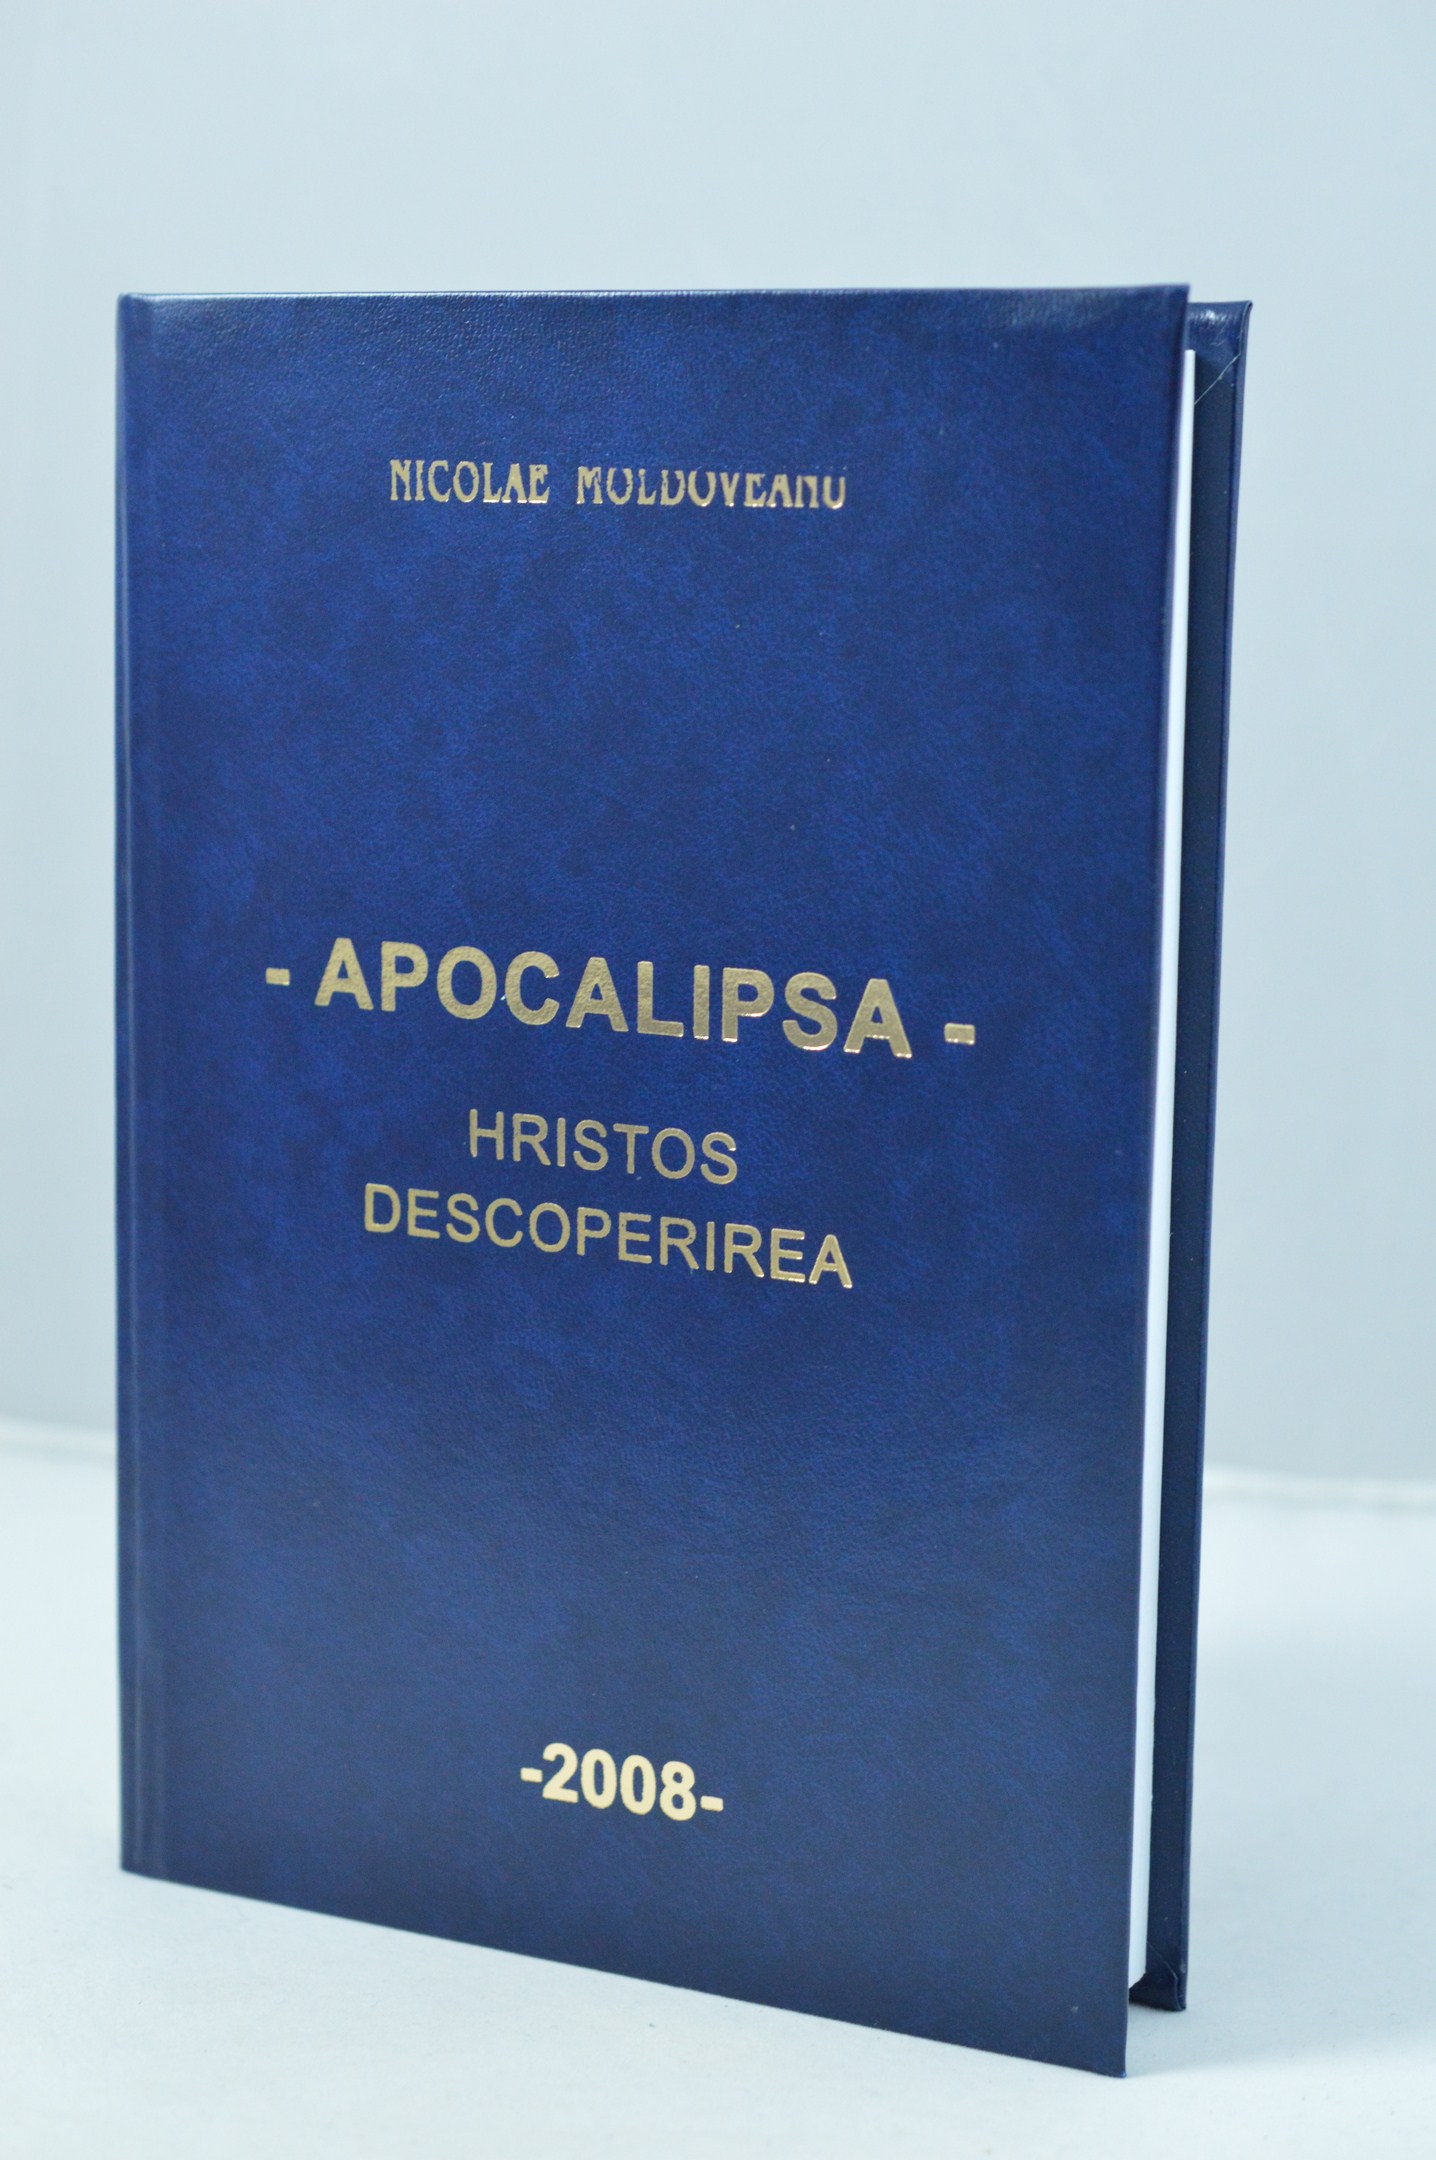 NICOLAE MOLDOVEANU
- APOCALIPSA -
HRISTOS
DESCOPERIREA
-2008-